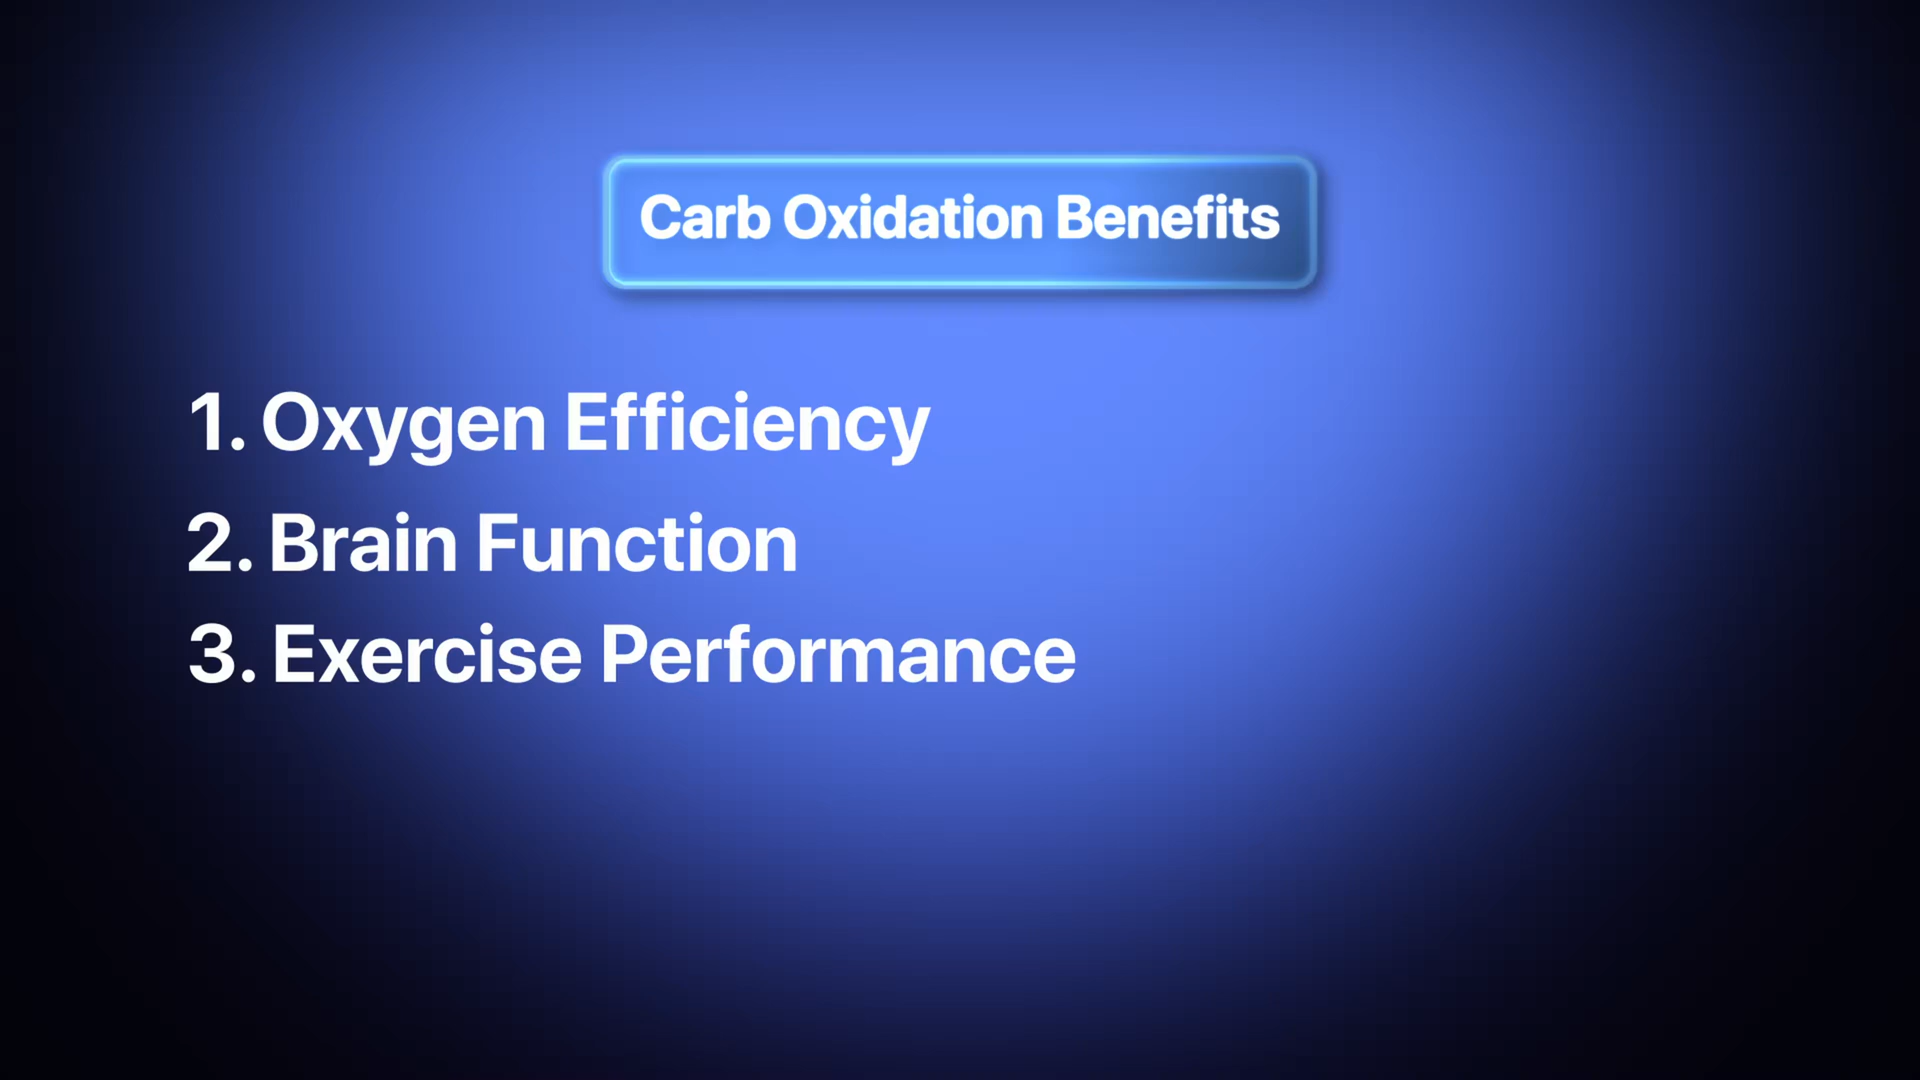 Carb Oxidation Benefits
1. Oxygen Efficiency
2. Brain Function
3. Exercise Performance